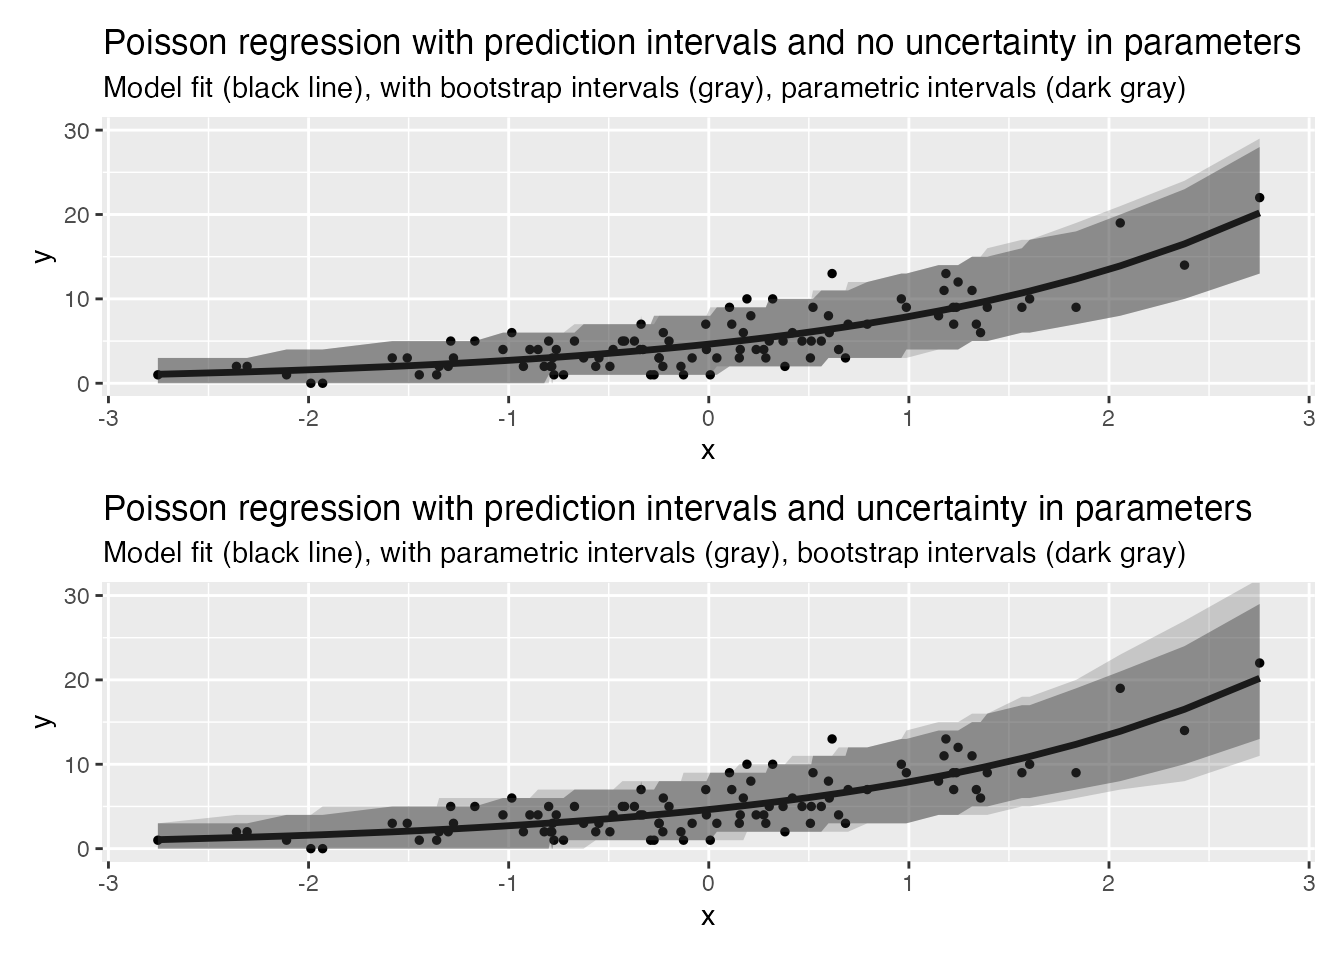 Poisson regression with prediction intervals and no uncertainty in parameters
Model fit (black line), with bootstrap intervals (gray), parametric intervals (dark gray)
30
20
10
0
y
-3 -2 -1 0 1 2 3
x
Poisson regression with prediction intervals and uncertainty in parameters
Model fit (black line), with parametric intervals (gray), bootstrap intervals (dark gray)
30
20
10
0
y
-3 -2 -1 0 1 2 3
x